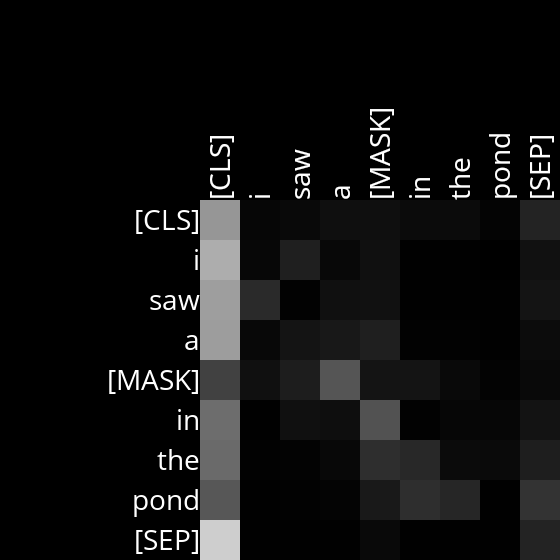 [CLS] i saw a [MASK] in the pond [SEP]
[CLS]
i
saw
a
[MASK]
in
the
pond
[SEP]